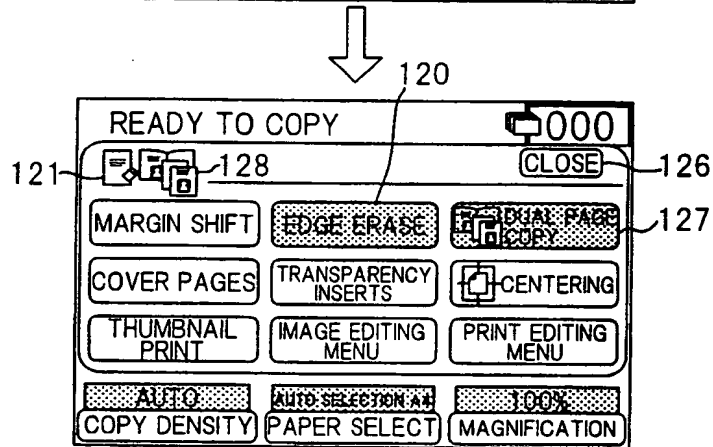 120
READY TO COPY 000
121 128 CLOSE 126
MARGIN SHIFT EDGE ERASE DUAL PAGE COPY 127
COVER PAGES TRANSPARENCY INSERTS CENTERING
THUMBNAIL PRINT IMAGE EDITING MENU PRINT EDITING MENU
AUTO AUTO SELECTION A4 100%
COPY DENSITY PAPER SELECT MAGNIFICATION